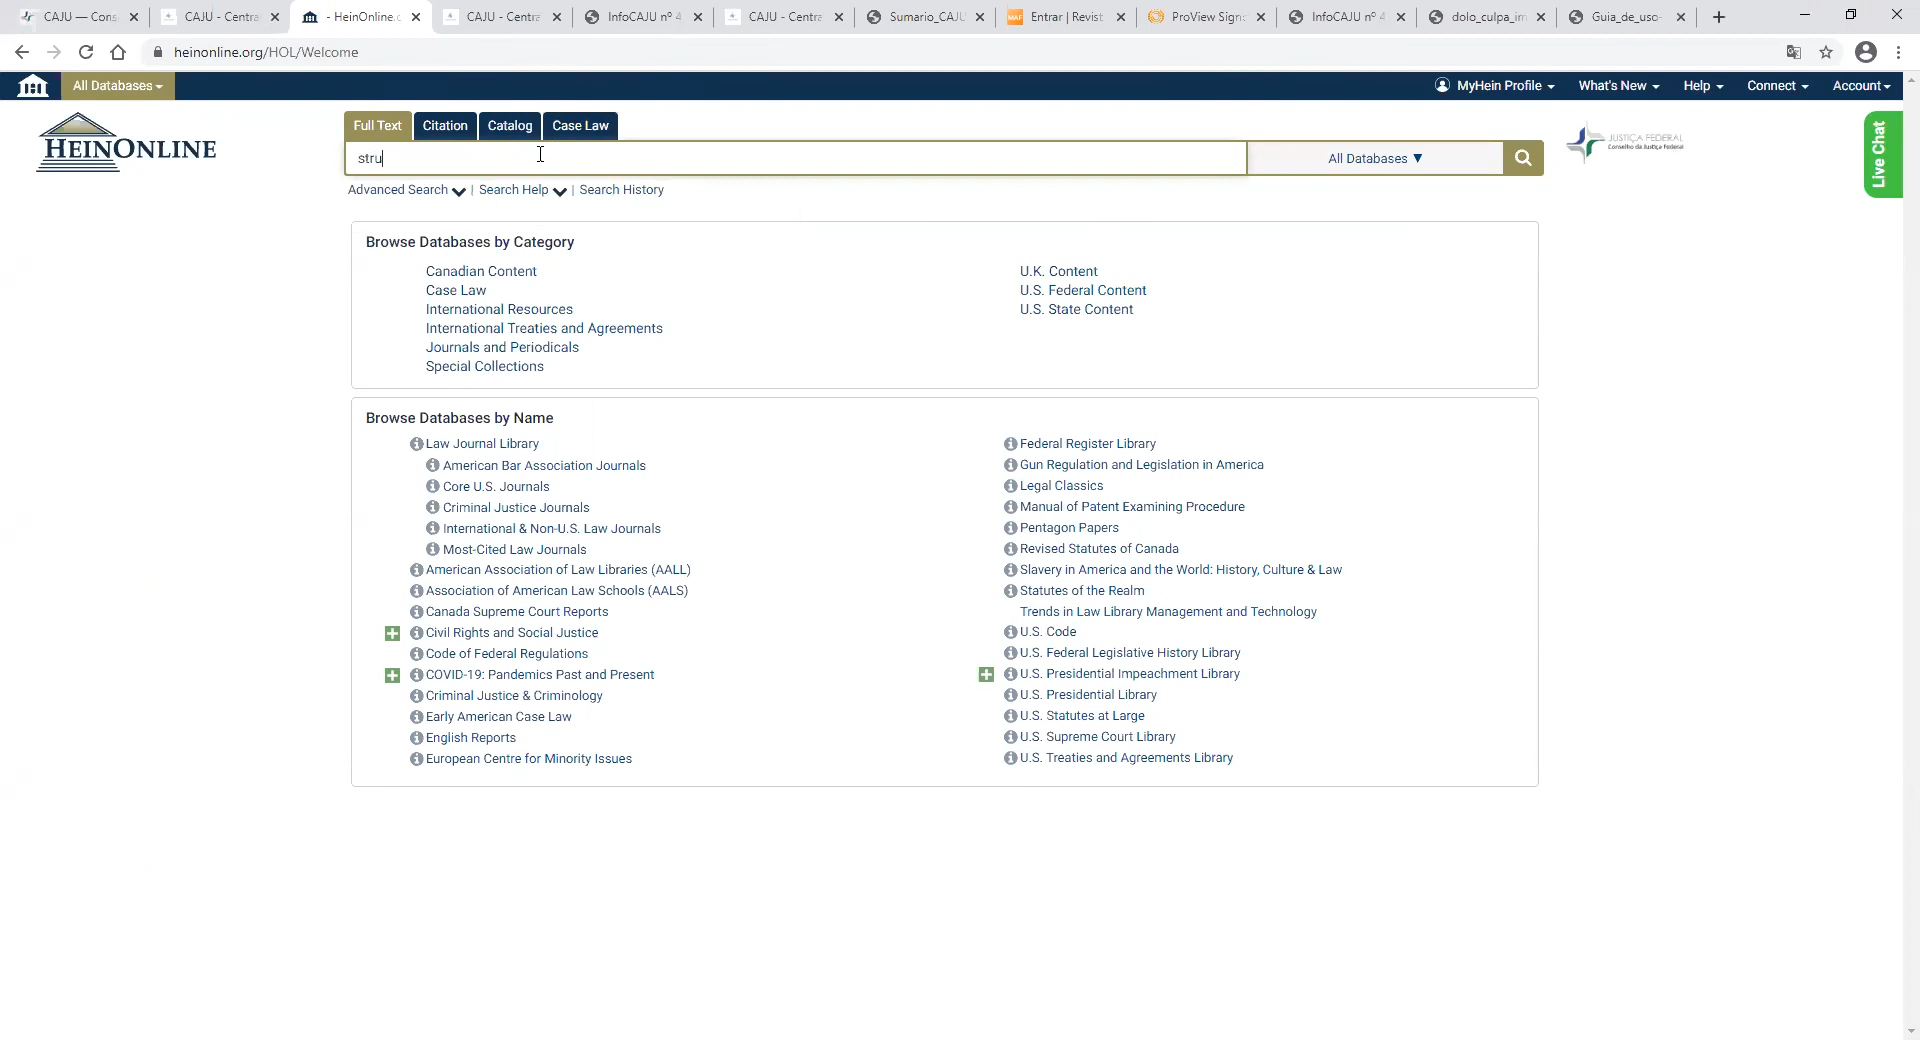 CAJU — Cons
CAJU - Centra
- HeinOnline.o
CAJU - Centra
InfoCAJU nº 4
CAJU - Centra
Sumario_CAJU
MAF Entrar | Revist
ProView Sign
InfoCAJU nº 4
dolo_culpa_im
Guia_de_uso-
heinonline.org/HOL/Welcome
All Databases
MyHein Profile
What's New
Help
Connect
Account
HEINONLINE
Full Text
Citation
Catalog
Case Law
stru
All Databases ▼
JUSTIÇA FEDERAL
Conselho da Justiça Federal
Live Chat
Advanced Search | Search Help | Search History
Browse Databases by Category
Canadian Content
Case Law
International Resources
International Treaties and Agreements
Journals and Periodicals
Special Collections
U.K. Content
U.S. Federal Content
U.S. State Content
Browse Databases by Name
Law Journal Library
American Bar Association Journals
Core U.S. Journals
Criminal Justice Journals
International & Non-U.S. Law Journals
Most-Cited Law Journals
American Association of Law Libraries (AALL)
Association of American Law Schools (AALS)
Canada Supreme Court Reports
Civil Rights and Social Justice
Code of Federal Regulations
COVID-19: Pandemics Past and Present
Criminal Justice & Criminology
Early American Case Law
English Reports
European Centre for Minority Issues
Federal Register Library
Gun Regulation and Legislation in America
Legal Classics
Manual of Patent Examining Procedure
Pentagon Papers
Revised Statutes of Canada
Slavery in America and the World: History, Culture & Law
Statutes of the Realm
Trends in Law Library Management and Technology
U.S. Code
U.S. Federal Legislative History Library
U.S. Presidential Impeachment Library
U.S. Presidential Library
U.S. Statutes at Large
U.S. Supreme Court Library
U.S. Treaties and Agreements Library